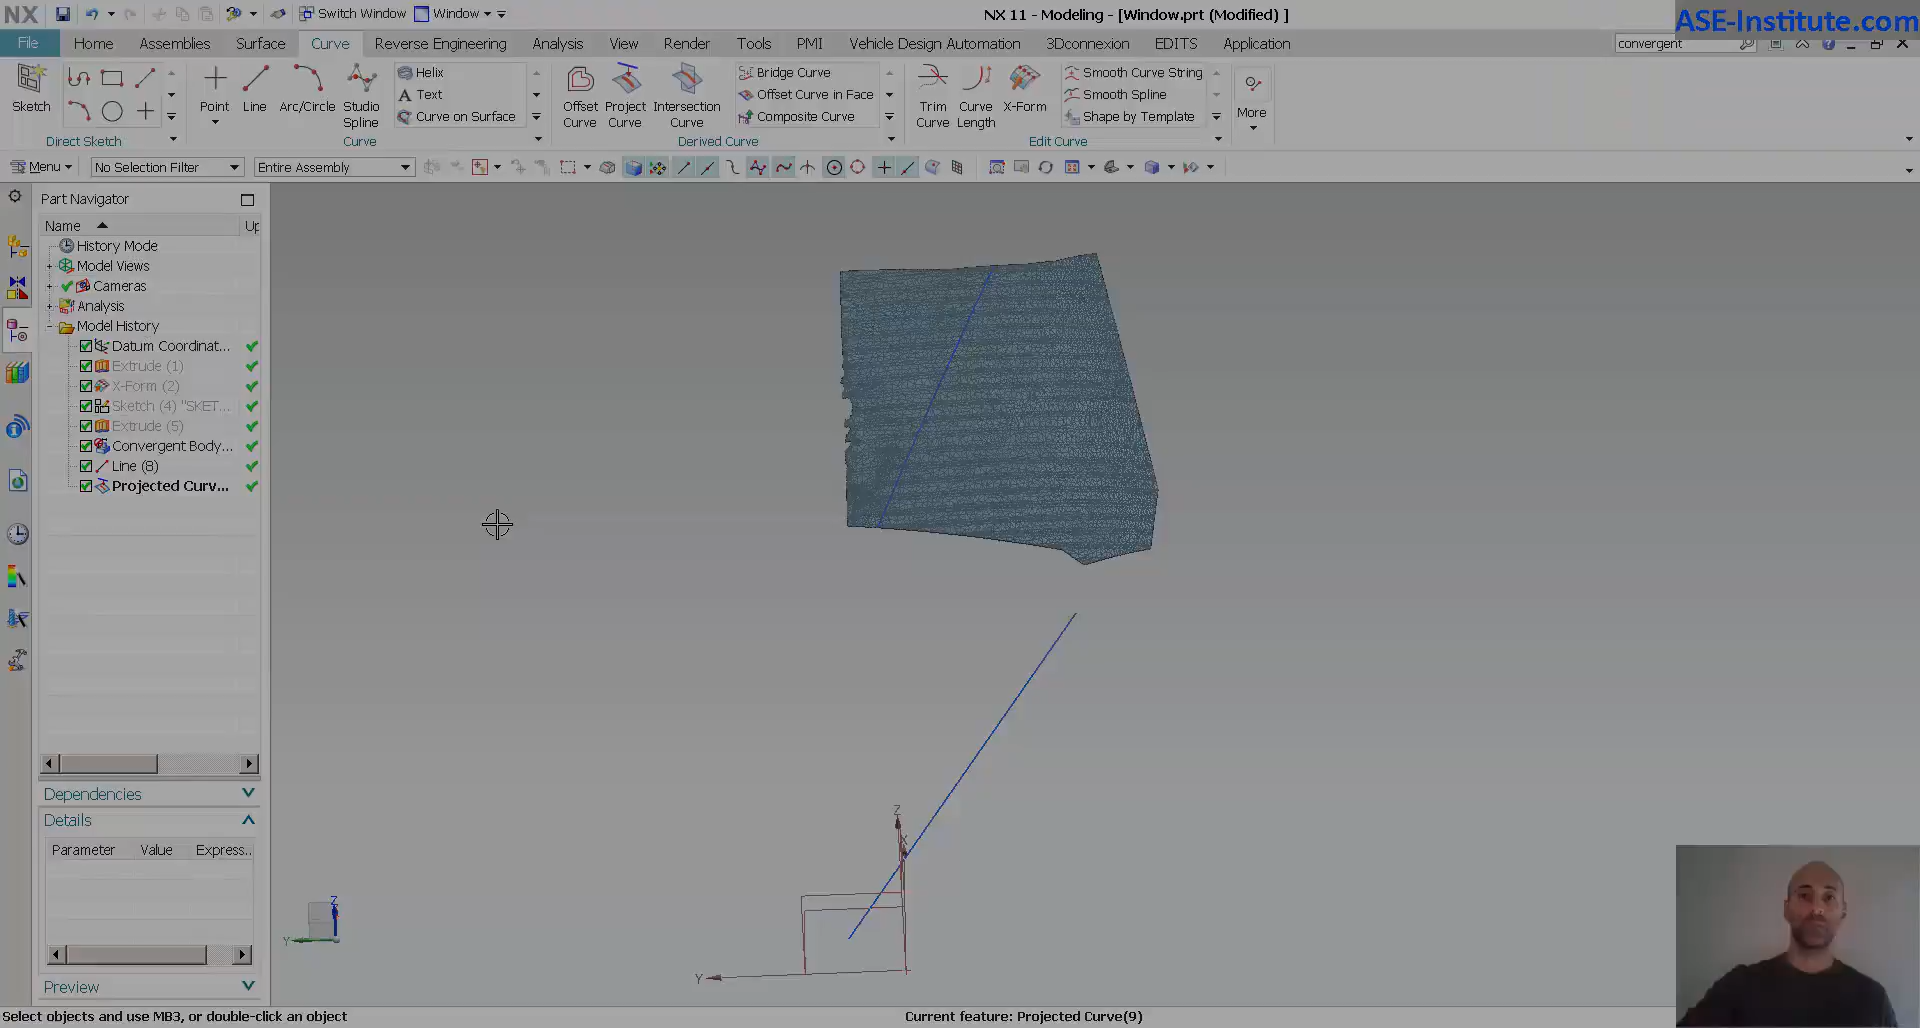 NX Switch Window Window NX 11 - Modeling - [Window.prt (Modified) ] ASE-Institute.com
File Home Assemblies Surface Curve Reverse Engineering Analysis View Render Tools PMI Vehicle Design Automation 3Dconnexion EDITS Application convergent
Helix Bridge Curve Smooth Curve String
Text Offset Curve in Face Smooth Spline
Sketch Point Line Arc/Circle Studio Spline Curve on Surface Offset Curve Project Curve Intersection Curve Composite Curve Trim Curve Curve Length X-Form Shape by Template More
Direct Sketch Curve Derived Curve Edit Curve
Menu No Selection Filter Entire Assembly
Part Navigator
Name Up
History Mode
Model Views
Cameras
Analysis
Model History
Datum Coordinat...
Extrude (1)
X-Form (2)
Sketch (4) "SKET...
Extrude (5)
Convergent Body...
Line (8)
Projected Curv...
Dependencies
Details
Parameter Value Express..
Preview
Z
X
Y
Z
Y
Select objects and use MB3, or double-click an object Current feature: Projected Curve(9)